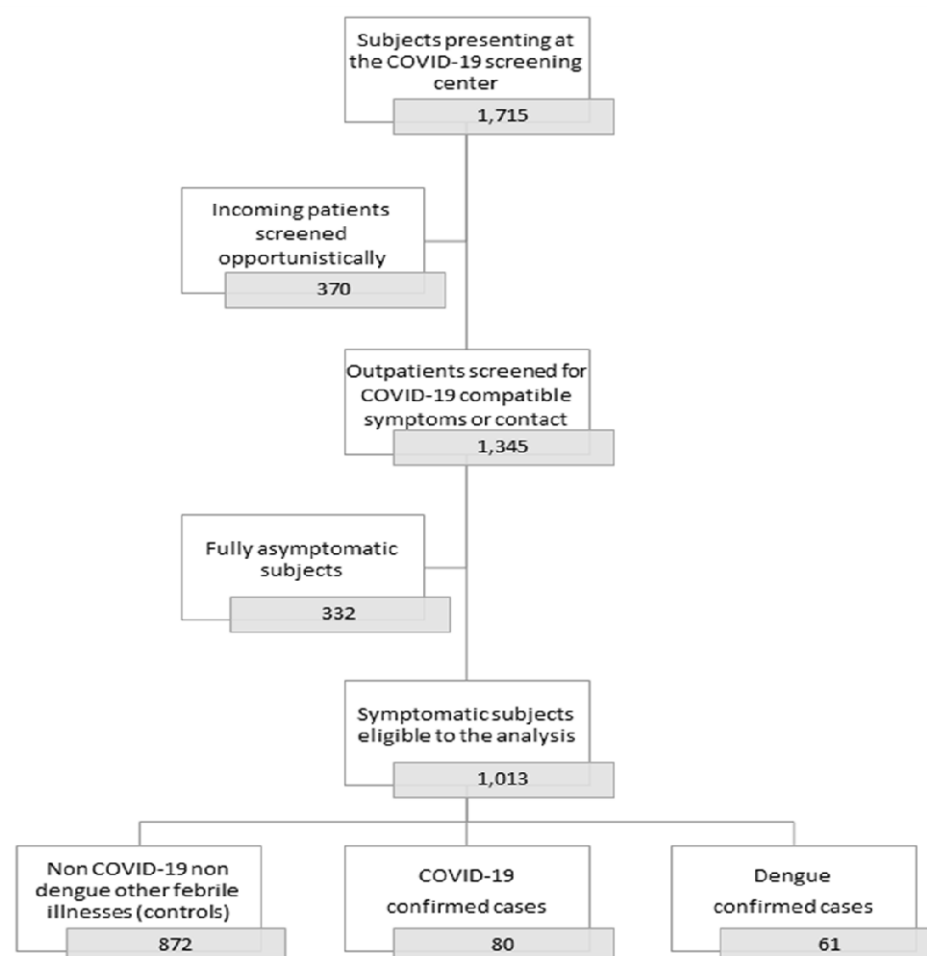 Subjects presenting at
the COVID-19 screening
center
1,715
Incoming patients
screened
opportunistically
370
Outpatients screened for
COVID-19 compatible
symptoms or contact
1,345
Fully asymptomatic
subjects
332
Symptomatic subjects
eligible to the analysis
1,013
Non COVID-19 non
dengue other febrile
illnesses (controls)
872
COVID-19
confirmed cases
80
Dengue
confirmed cases
61